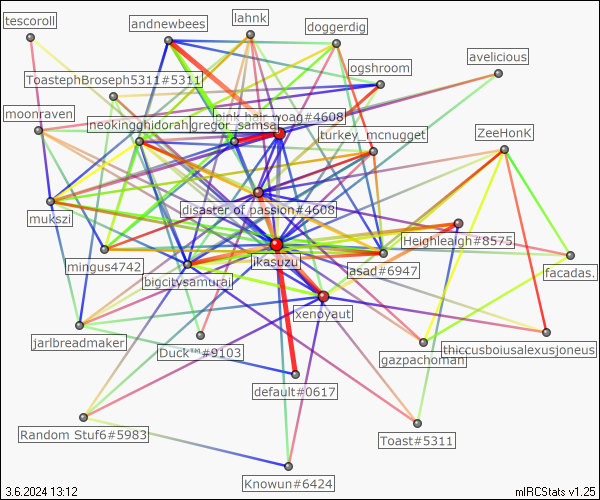 tescoroll
andnewbees
lahnk
doggerdig
avelicious
ogshroom
ToastephBroseph5311#5311
moonraven
neokingghidorah
gregor_samsa
pink hair yoag#4608
turkey_mcnugget
ZeeHonK
mukszi
disaster of passion#4608
Heighleaigh#8575
mingus4742
bigcitysamurai
ikasuzu
asad#6947
facadas.
xenoyaut
jarlbreadmaker
Duck™#9103
gazpachoman
thiccusboiusalexusjoneus
default#0617
Random Stuf6#5983
Toast#5311
Knowun#6424
3.6.2024 13:12
mIRCStats v1.25